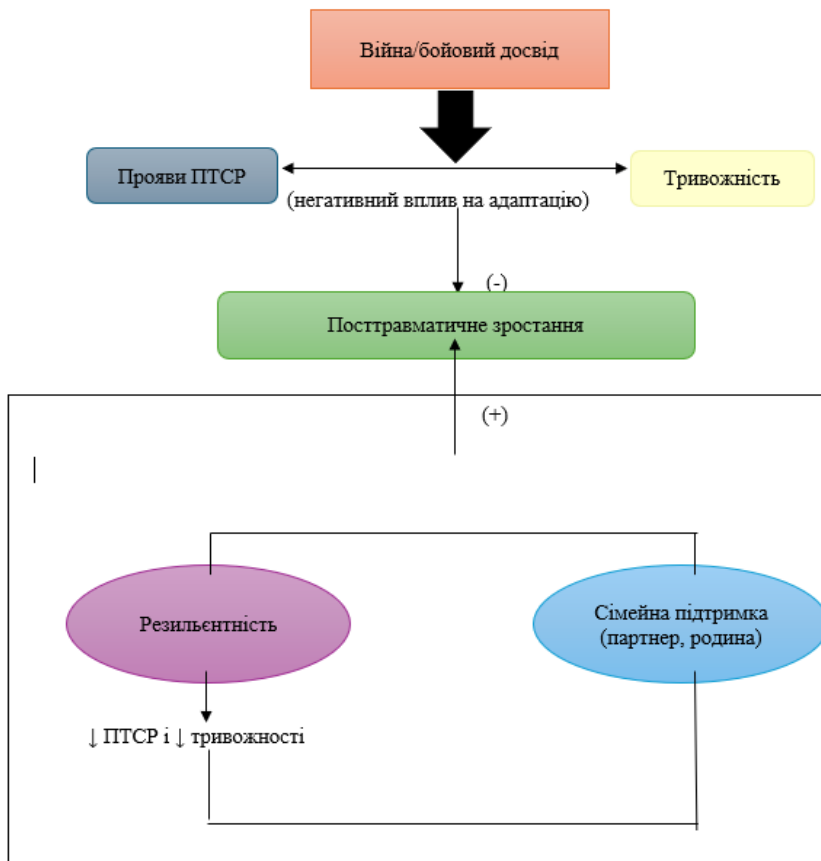 Війна/бойовий досвід
Прояви ПТСР
Тривожність
(негативний вплив на адаптацію)
(-)
Посттравматичне зростання
(+)
Резильєнтність
Сімейна підтримка
(партнер, родина)
↓ ПТСР і ↓ тривожності